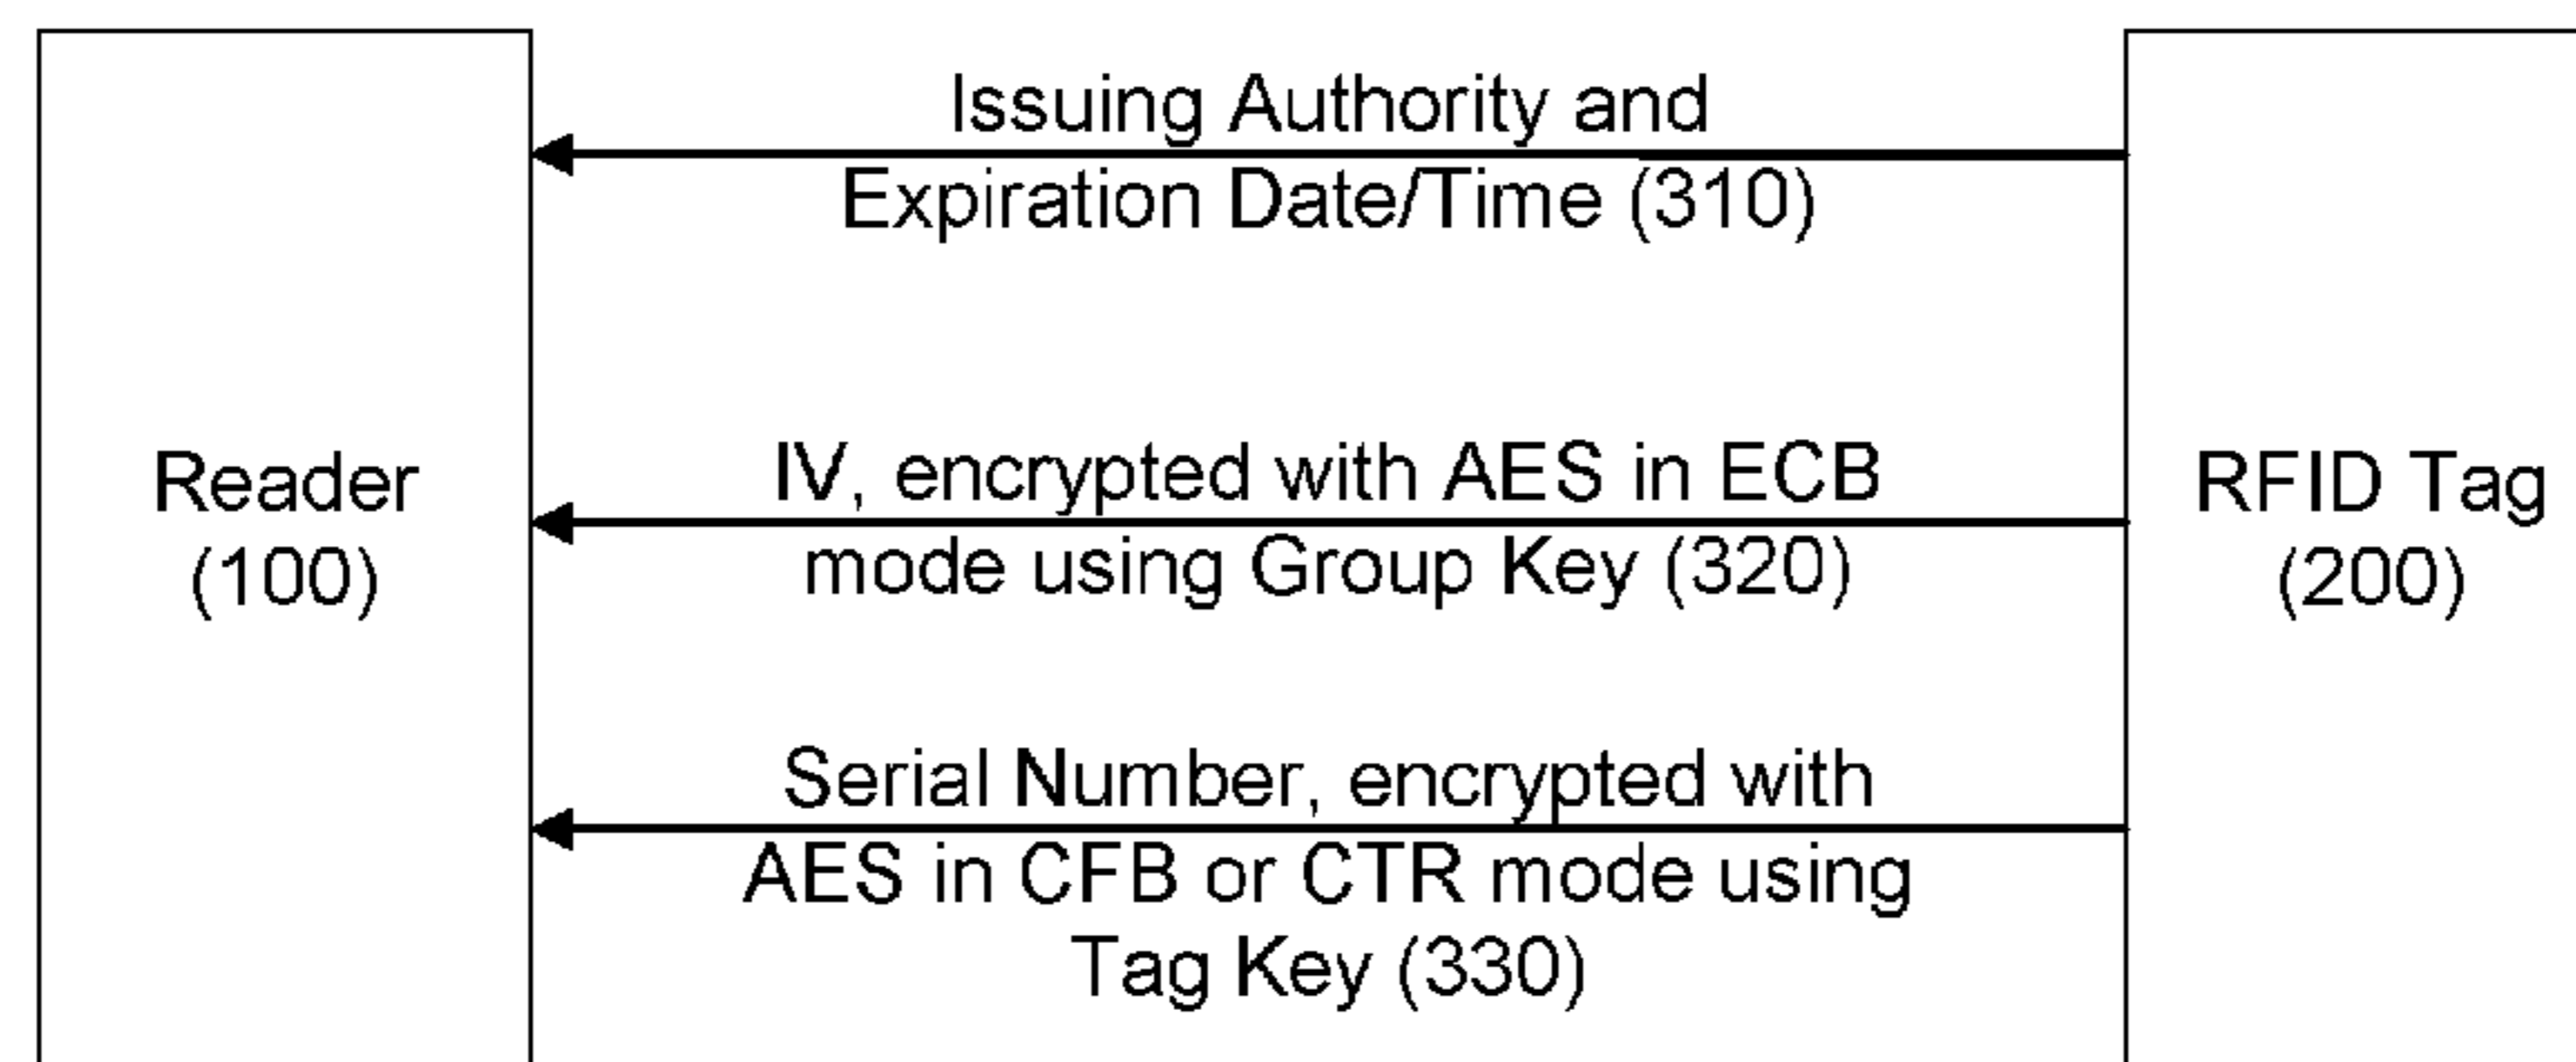 Issuing Authority and
Expiration Date/Time (310)
Reader
(100)
IV, encrypted with AES in ECB
mode using Group Key (320)
RFID Tag
(200)
Serial Number, encrypted with
AES in CFB or CTR mode using
Tag Key (330)